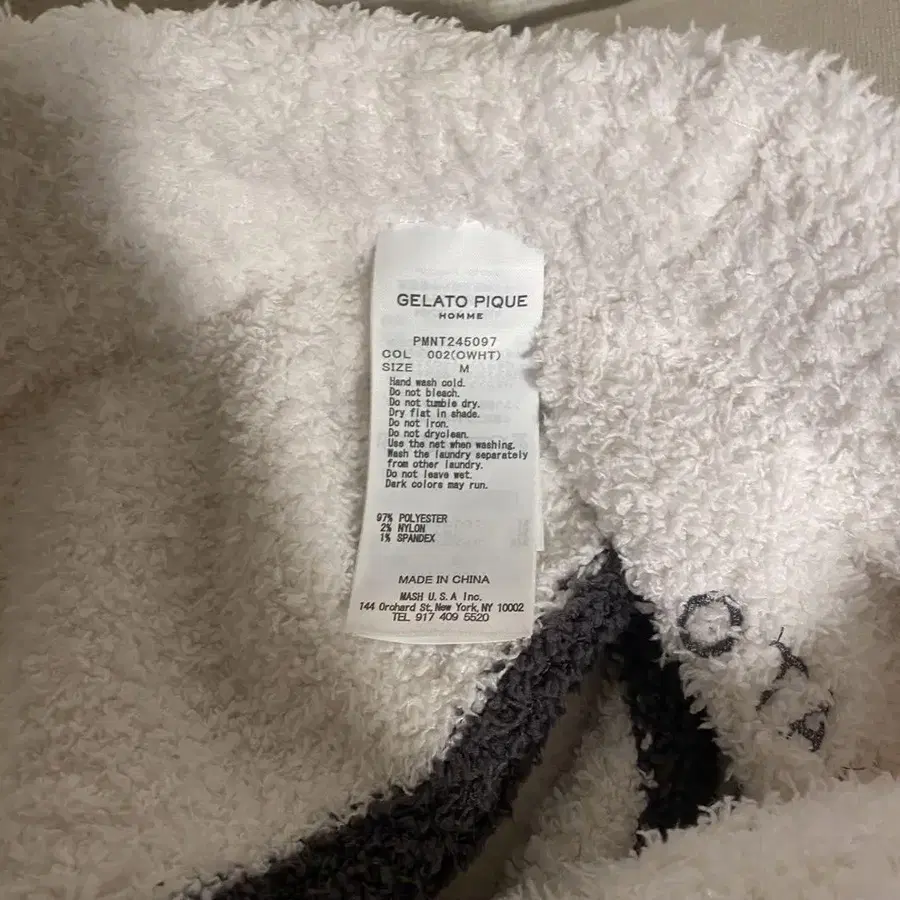 GELATO PIQUE
HOMME
PMNT245097
COL 002(OWHT)
SIZE M
Hand wash cold.
Do not bleach.
Do not tumble dry.
Dry flat in shade.
Do not iron.
Do not dryclean.
Use the net when washing.
Wash the laundry separately
from other laundry.
Do not leave wet.
Dark colors may run.
97% POLYESTER
2% NYLON
1% SPANDEX
MADE IN CHINA
MASH U.S.A Inc.
144 Orchard St, New York, NY 10002
TEL 917 409 5520